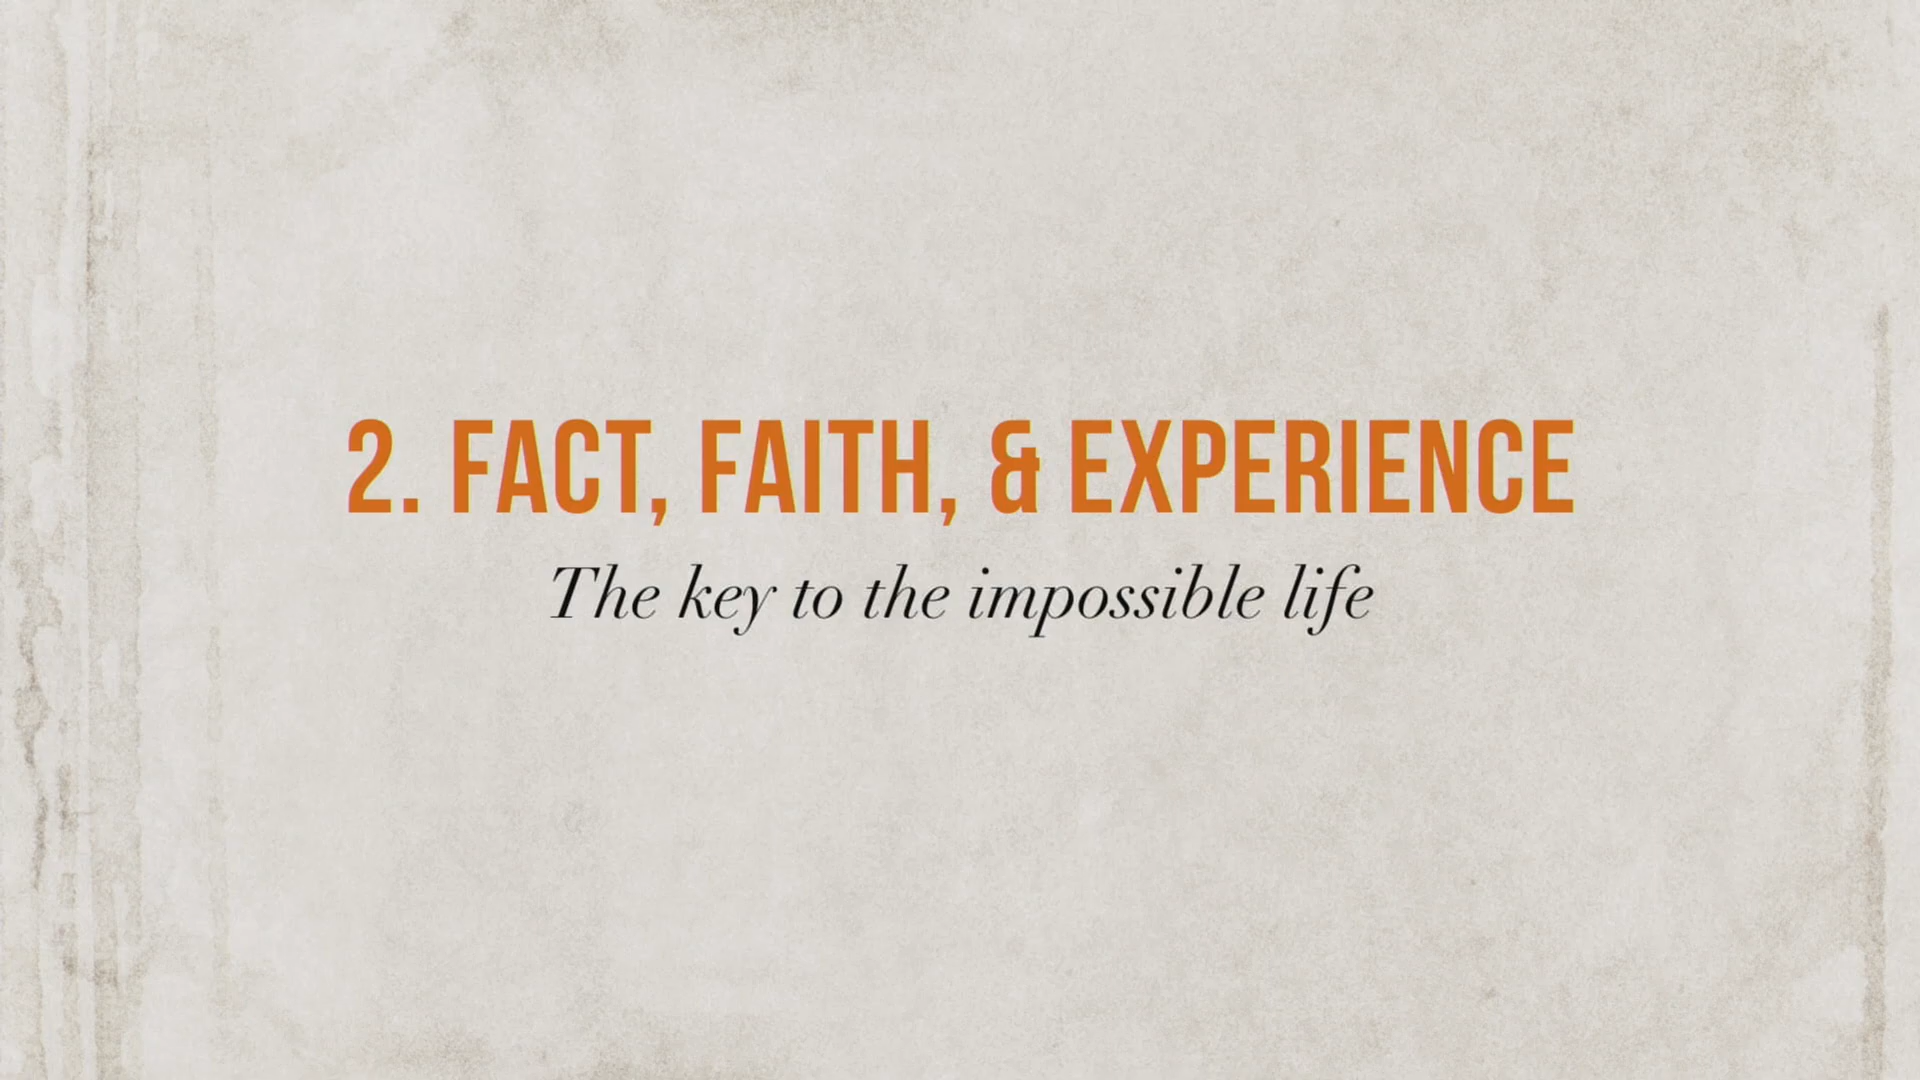 2. FACT, FAITH, & EXPERIENCE
The key to the impossible life